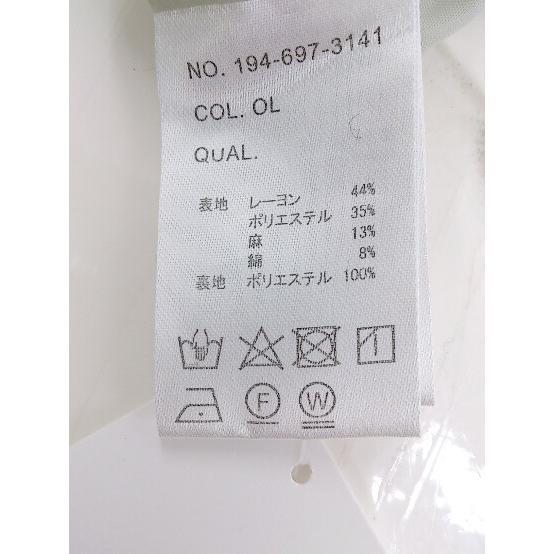 NO. 194-697-3141
COL. OL
QUAL.
表地 レーヨン 44%
ポリエステル 35%
麻 13%
綿 8%
裏地 ポリエステル 100%
F W